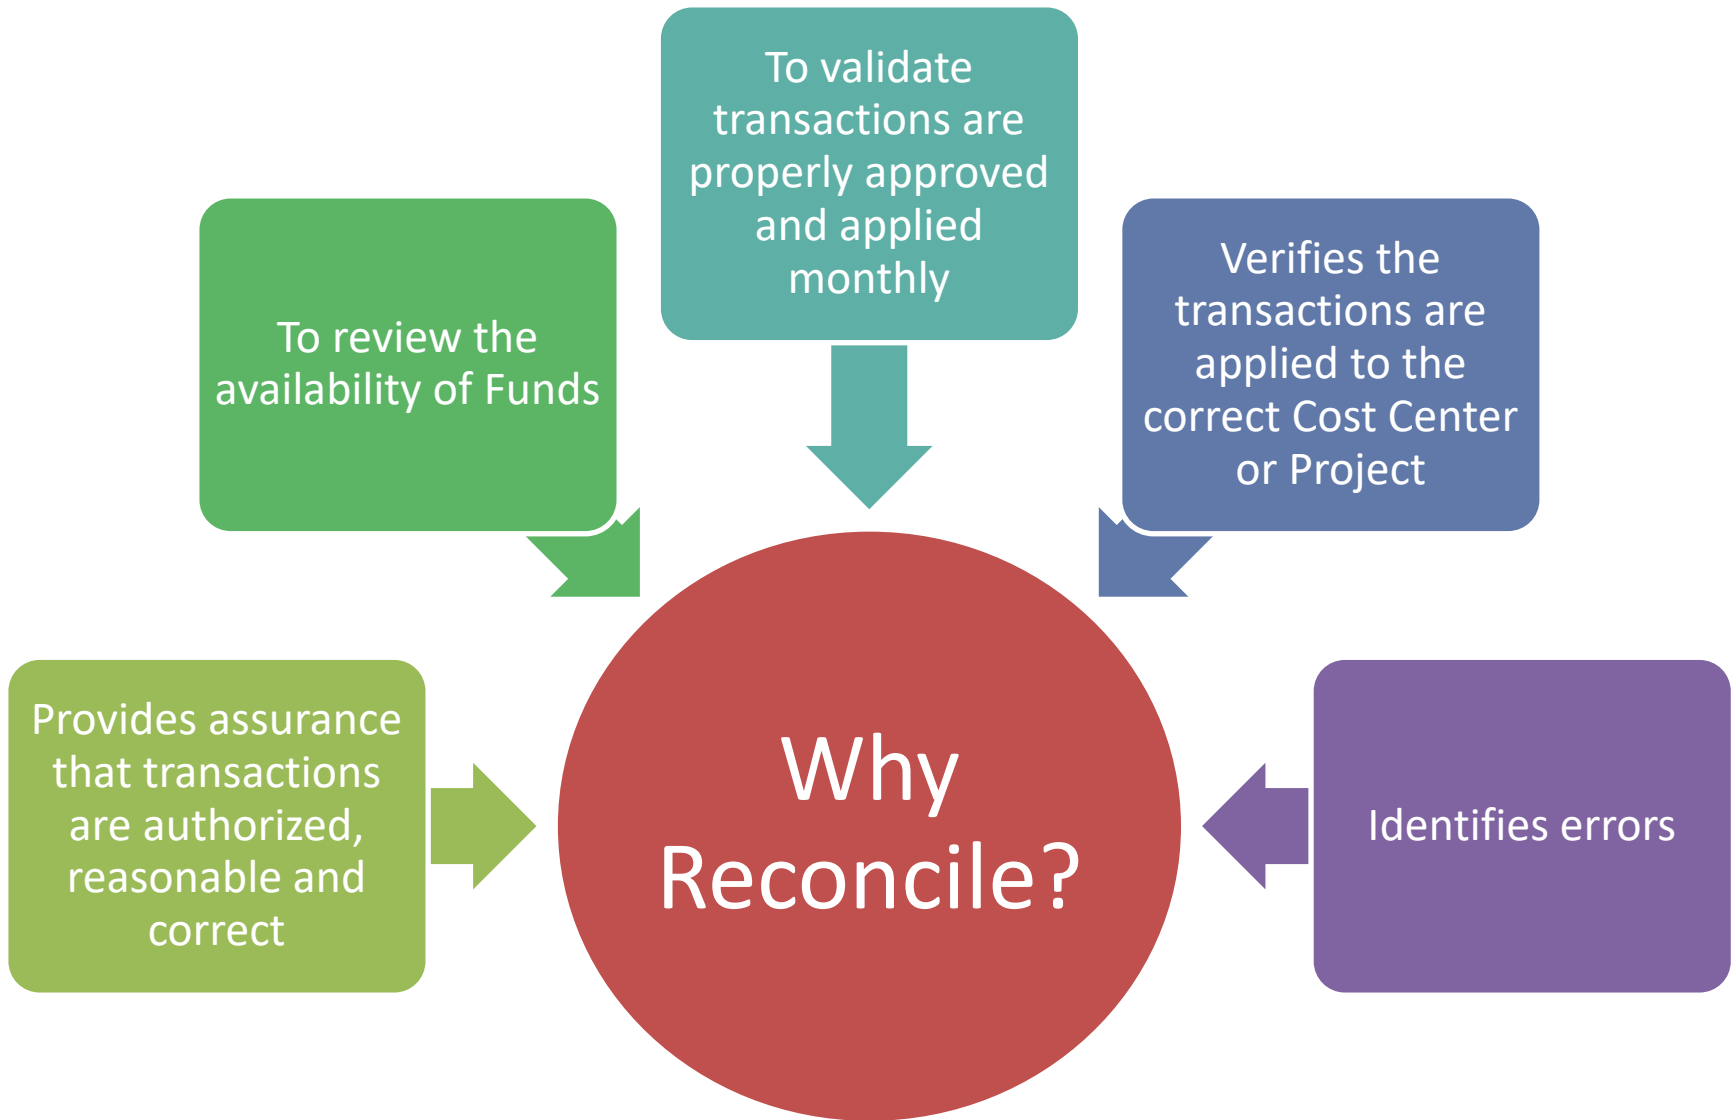 To validate
transactions are
properly approved
and applied
monthly
To review the
availability of Funds
Verifies the
transactions are
applied to the
correct Cost Center
or Project
Provides assurance
that transactions
are authorized,
reasonable and
correct
Why
Reconcile?
Identifies errors